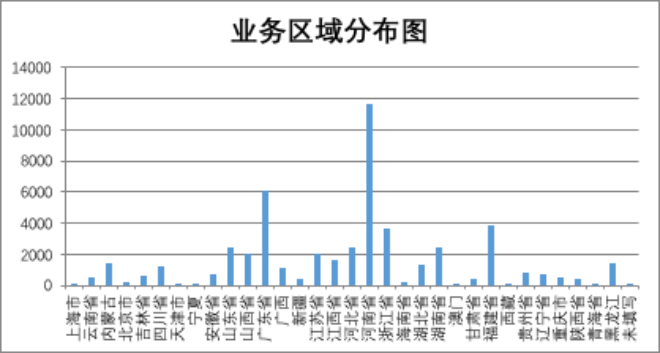 业务区域分布图
14000
12000
10000
8000
6000
4000
2000
0
上海市
云南省
内蒙古
北京市
吉林省
四川省
天津市
宁夏
安徽省
山东省
山西省
广东省
广西
新疆
江苏省
江西省
河北省
河南省
浙江省
海南省
湖北省
湖南省
澳门
甘肃省
福建省
西藏
贵州省
辽宁省
重庆市
陕西省
青海省
黑龙江
未填写